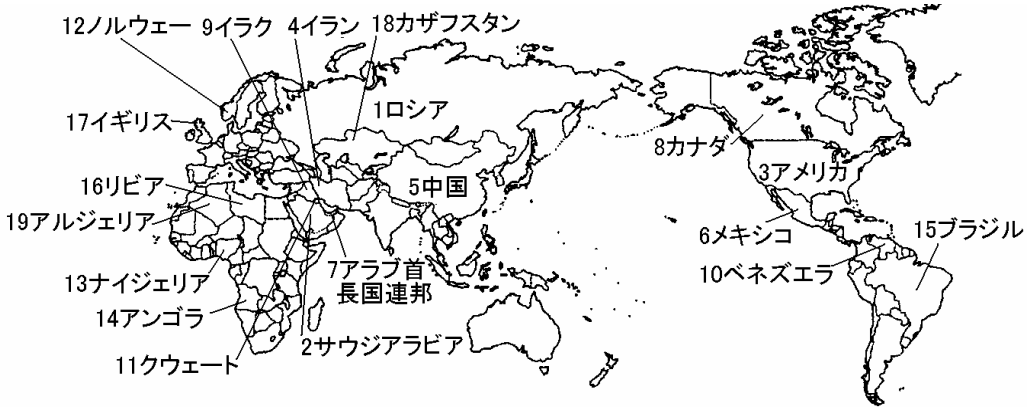 12ノルウェー
9イラク
4イラン
18カザフスタン
1ロシア
17イギリス
8カナダ
3アメリカ
5中国
16リビア
19アルジェリア
6メキシコ
15ブラジル
7アラブ首
長国連邦
10ベネズエラ
13ナイジェリア
14アンゴラ
2サウジアラビア
11クウェート